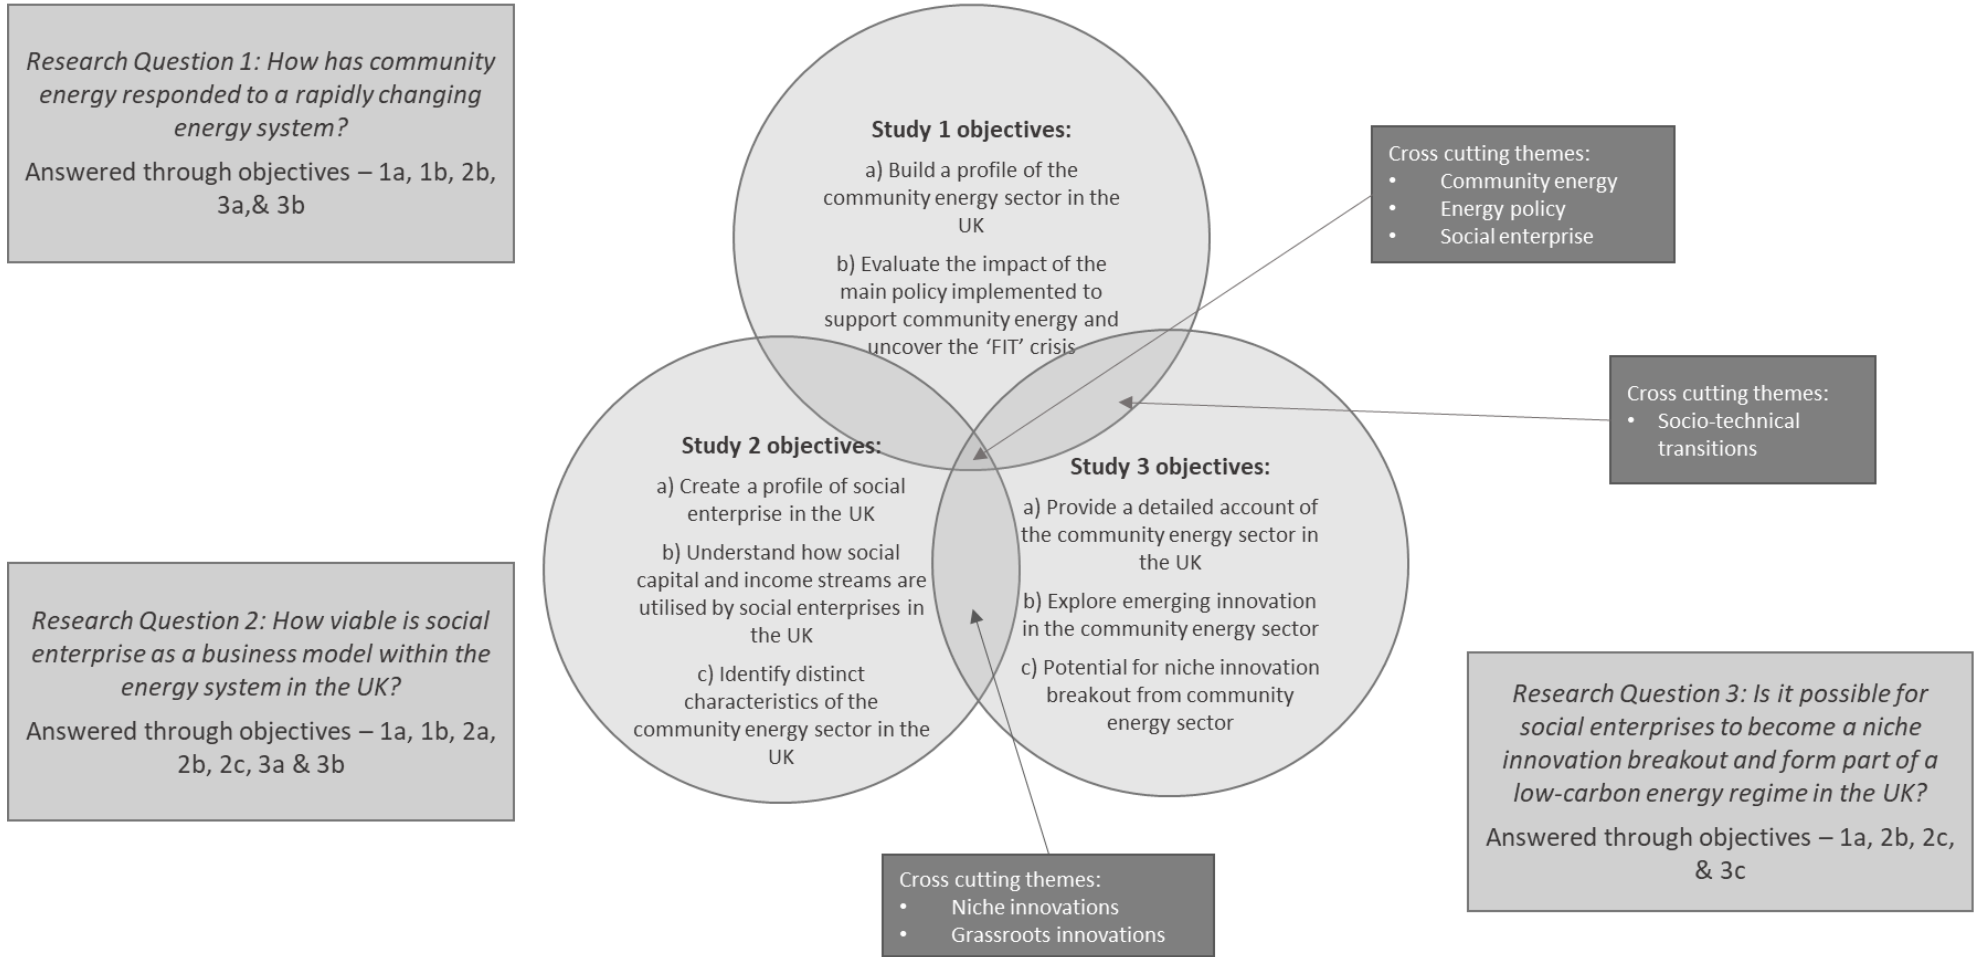 Research Question 1: How has community
energy responded to a rapidly changing
energy system?
Answered through objectives – 1a, 1b, 2b,
3a,& 3b
Study 1 objectives:
a) Build a profile of the
community energy sector in the
UK
b) Evaluate the impact of the
main policy implemented to
support community energy and
uncover the ‘FIT’ crisis
Cross cutting themes:
• Community energy
• Energy policy
• Social enterprise
Cross cutting themes:
• Socio-technical
transitions
Study 2 objectives:
a) Create a profile of social
enterprise in the UK
b) Understand how social
capital and income streams are
utilised by social enterprises in
the UK
c) Identify distinct
characteristics of the
community energy sector in the
UK
Study 3 objectives:
a) Provide a detailed account of
the community energy sector in
the UK
b) Explore emerging innovation
in the community energy sector
c) Potential for niche innovation
breakout from community
energy sector
Research Question 2: How viable is social
enterprise as a business model within the
energy system in the UK?
Answered through objectives – 1a, 1b, 2a,
2b, 2c, 3a & 3b
Research Question 3: Is it possible for
social enterprises to become a niche
innovation breakout and form part of a
low-carbon energy regime in the UK?
Answered through objectives – 1a, 2b, 2c,
& 3c
Cross cutting themes:
• Niche innovations
• Grassroots innovations